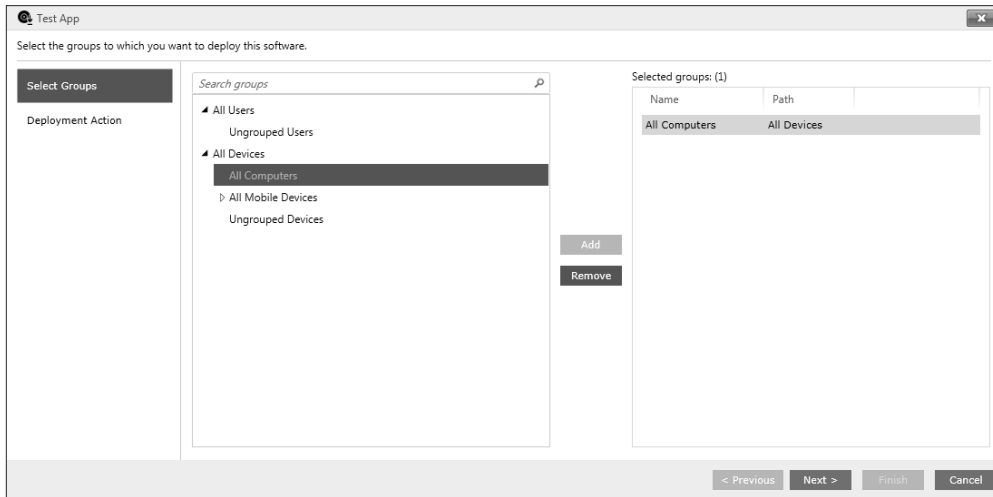 Test App
Select the groups to which you want to deploy this software.
Select Groups
Deployment Action
Search groups
All Users
Ungrouped Users
All Devices
All Computers
All Mobile Devices
Ungrouped Devices
Add
Remove
Selected groups: (1)
Name Path
All Computers All Devices
< Previous Next > Finish Cancel